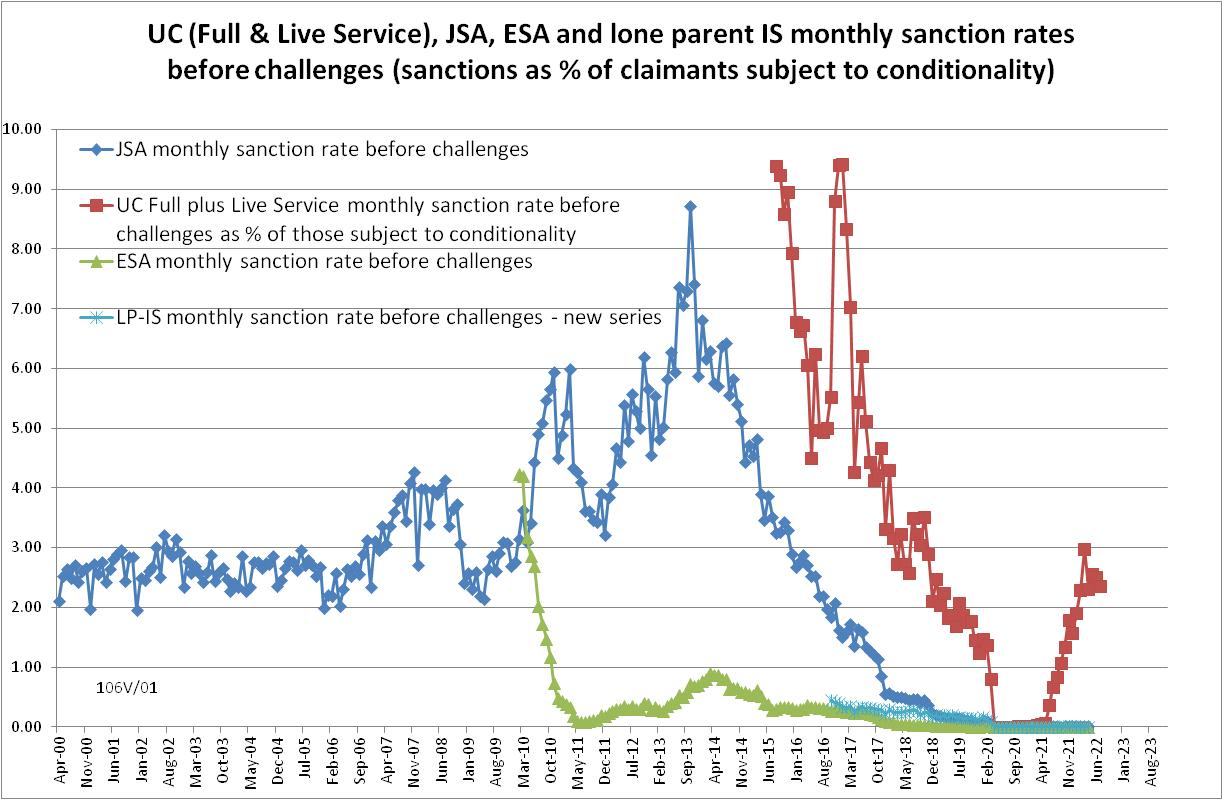 UC (Full & Live Service), JSA, ESA and lone parent IS monthly sanction rates
before challenges (sanctions as % of claimants subject to conditionality)
10.00
9.00
8.00
7.00
6.00
5.00
4.00
3.00
2.00
1.00
0.00
JSA monthly sanction rate before challenges
UC Full plus Live Service monthly sanction rate before
challenges as % of those subject to conditionality
ESA monthly sanction rate before challenges
LP-IS monthly sanction rate before challenges - new series
106V/01
Apr-00
Nov-00
Jun-01
Jan-02
Aug-02
Mar-03
Oct-03
May-04
Dec-04
Jul-05
Feb-06
Sep-06
Apr-07
Nov-07
Jun-08
Jan-09
Aug-09
Mar-10
Oct-10
May-11
Dec-11
Jul-12
Feb-13
Sep-13
Apr-14
Nov-14
Jun-15
Jan-16
Aug-16
Mar-17
Oct-17
May-18
Dec-18
Jul-19
Feb-20
Sep-20
Apr-21
Nov-21
Jun-22
Jan-23
Aug-23